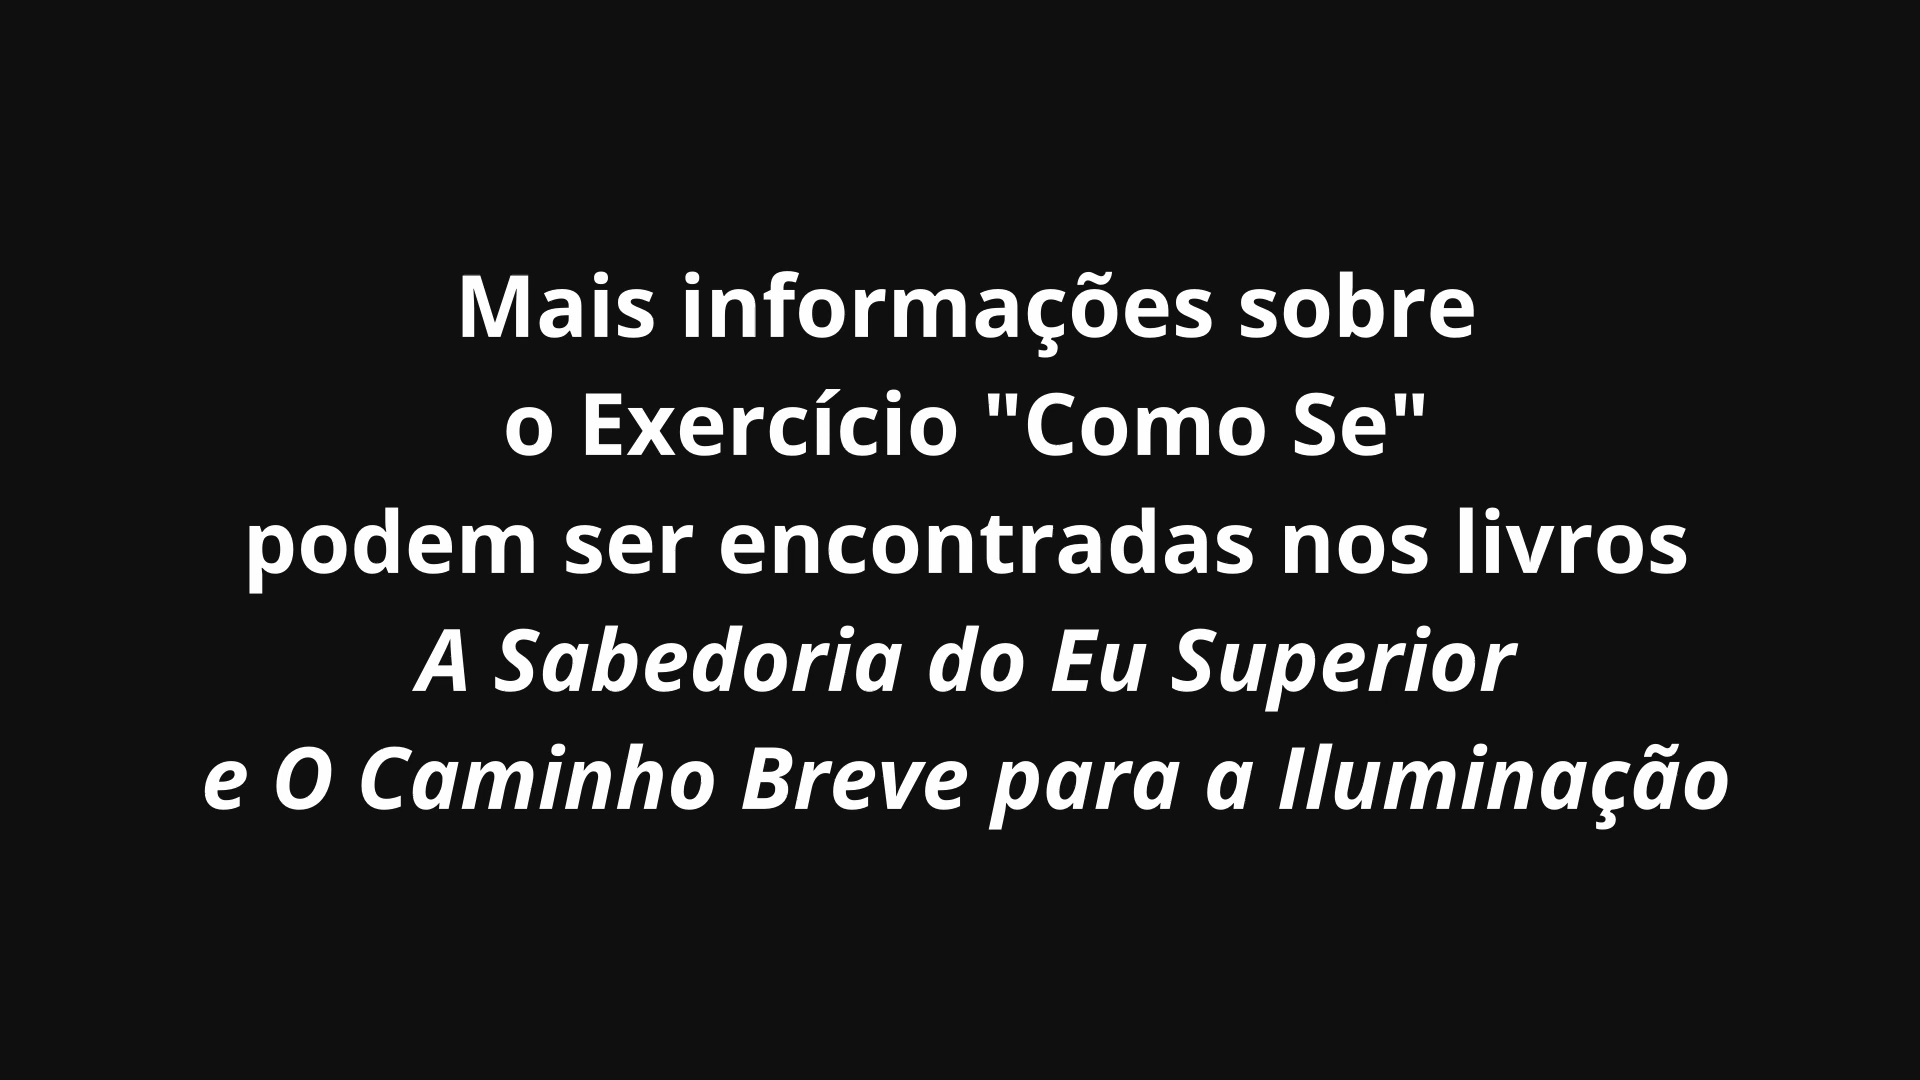 Mais informações sobre
o Exercício "Como Se"
podem ser encontradas nos livros
A Sabedoria do Eu Superior
e O Caminho Breve para a Iluminação